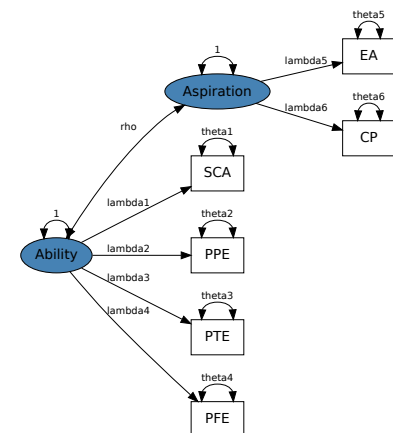 theta5
EA
1
lambda5
Aspiration
lambda6
theta6
CP
rho
theta1
SCA
lambda1
1
Ability
lambda2
theta2
PPE
lambda3
theta3
PTE
lambda4
theta4
PFE